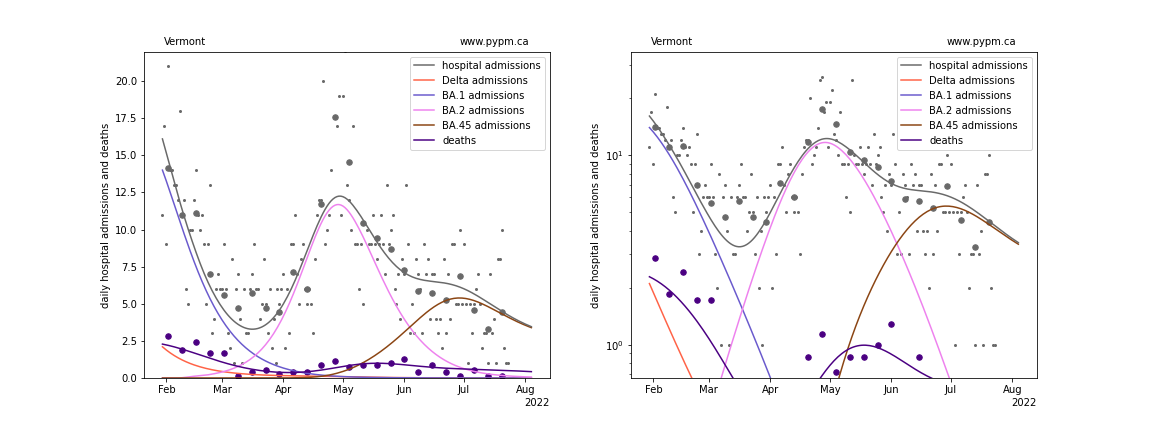 Vermont www.pypm.ca
daily hospital admissions and deaths
20.0
17.5
15.0
12.5
10.0
7.5
5.0
2.5
0.0
hospital admissions
Delta admissions
BA.1 admissions
BA.2 admissions
BA.45 admissions
deaths
Feb Mar Apr May Jun Jul Aug
2022
Vermont www.pypm.ca
daily hospital admissions and deaths
10¹
10⁰
hospital admissions
Delta admissions
BA.1 admissions
BA.2 admissions
BA.45 admissions
deaths
Feb Mar Apr May Jun Jul Aug
2022